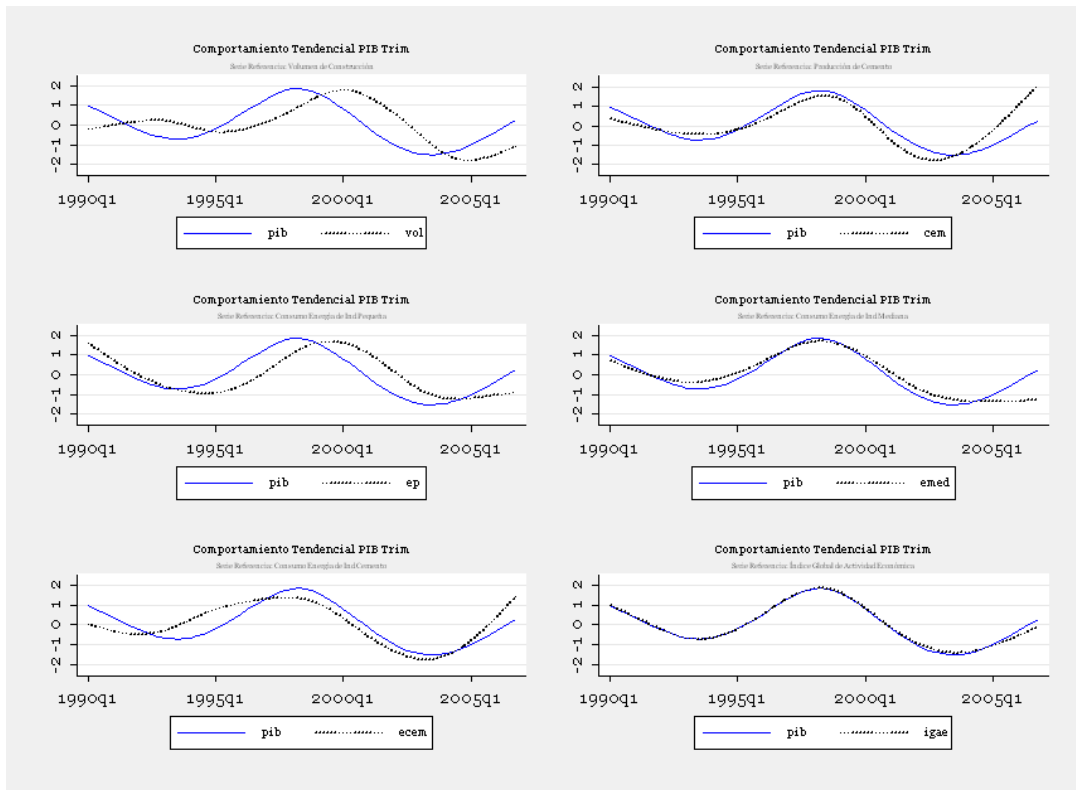 Comportamiento Tendencial PIB Trim
Serie Referencia: Volumen de Construcción
2
1
0
-1
-2
1990q1 1995q1 2000q1 2005q1
pib vol
Comportamiento Tendencial PIB Trim
Serie Referencia: Producción de Cemento
2
1
0
-1
-2
1990q1 1995q1 2000q1 2005q1
pib cem
Comportamiento Tendencial PIB Trim
Serie Referencia: Consumo Energía de Ind Pequeña
2
1
0
-1
-2
1990q1 1995q1 2000q1 2005q1
pib ep
Comportamiento Tendencial PIB Trim
Serie Referencia: Consumo Energía de Ind Mediana
2
1
0
-1
-2
1990q1 1995q1 2000q1 2005q1
pib emed
Comportamiento Tendencial PIB Trim
Serie Referencia: Consumo Energía de Ind Cemento
2
1
0
-1
-2
1990q1 1995q1 2000q1 2005q1
pib ecem
Comportamiento Tendencial PIB Trim
Serie Referencia: Índice Global de Actividad Económica
2
1
0
-1
-2
1990q1 1995q1 2000q1 2005q1
pib igae